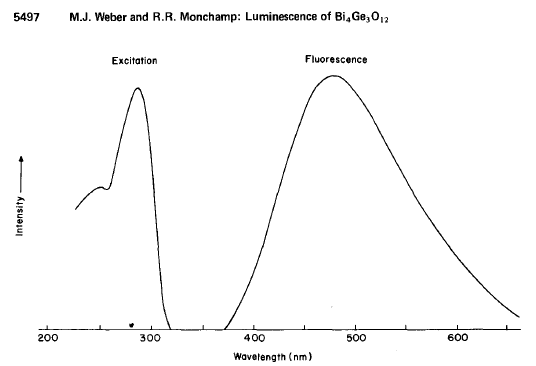 5497 M.J. Weber and R.R. Monchamp: Luminescence of Bi₄Ge₃O₁₂
Excitation Fluorescence
Intensity
200 300 400 500 600
Wavelength (nm)